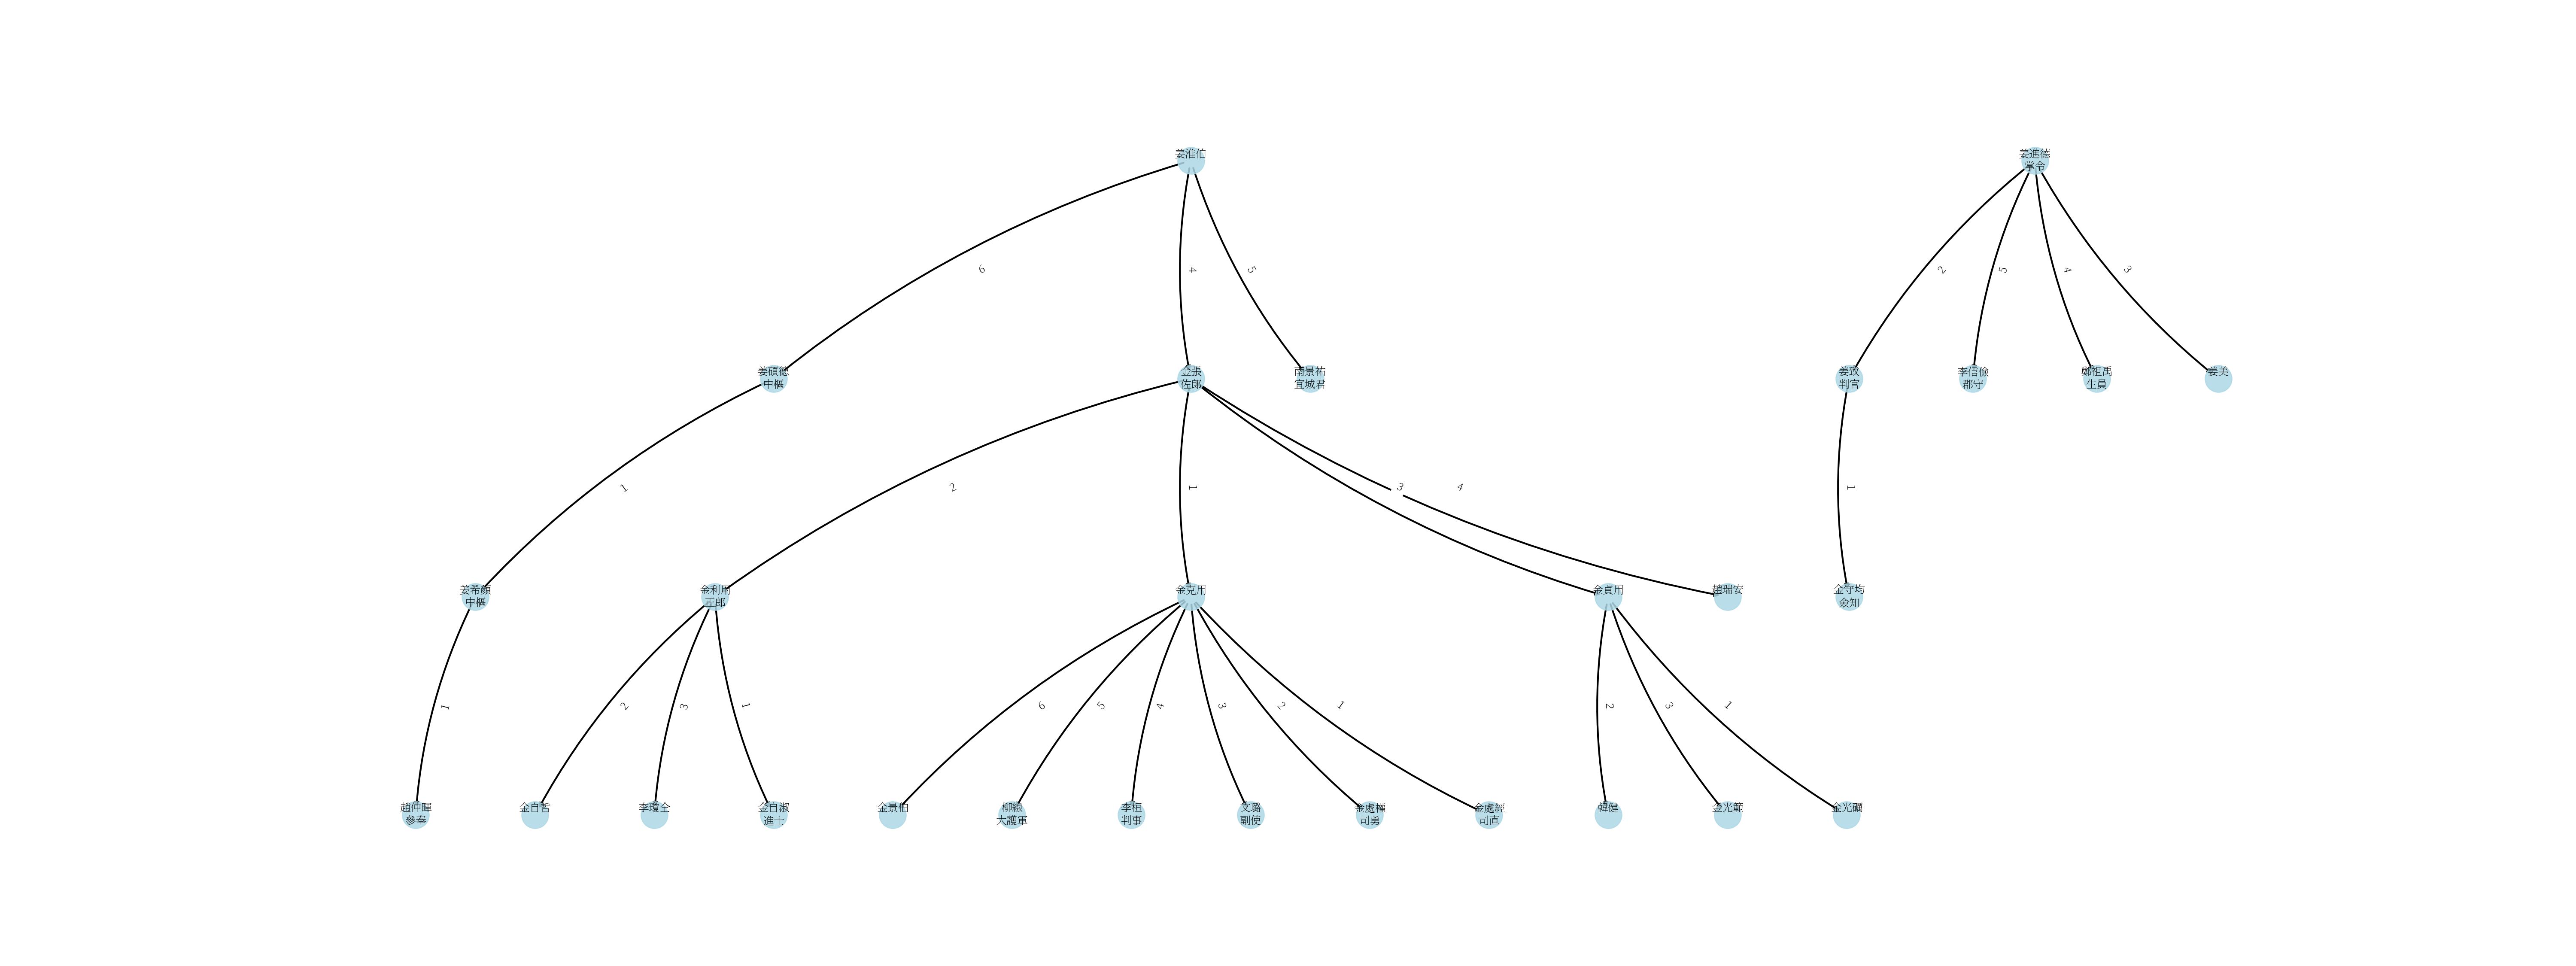 姜淮伯
姜進德
掌令
6
4
5
2
5
4
3
姜碩德
中樞
金張
佐郎
南景祐
宜城君
姜致
判官
李信儉
郡守
鄭祖禹
生員
姜美
1
2
1
3
4
1
姜希顔
中樞
金利用
正郎
金克用
金貞用
趙瑞安
金守均
僉知
1
2
3
1
6
5
4
3
2
1
2
3
1
趙仲暉
參奉
金自哲
李瓊仝
金自淑
進士
金景伯
柳線
大護軍
李桓
判事
文璐
副使
金處權
司勇
金處經
司直
韓健
金光範
金光礪